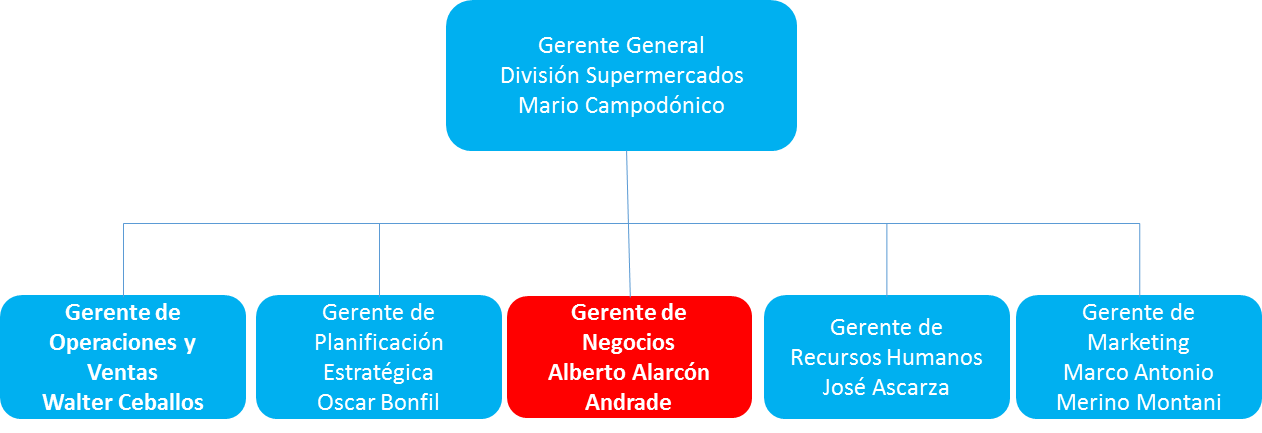 Gerente General
División Supermercados
Mario Campodónico
Gerente de
Operaciones y
Ventas
Walter Ceballos
Gerente de
Planificación
Estratégica
Oscar Bonfil
Gerente de
Negocios
Alberto Alarcón
Andrade
Gerente de
Recursos Humanos
José Ascarza
Gerente de
Marketing
Marco Antonio
Merino Montani